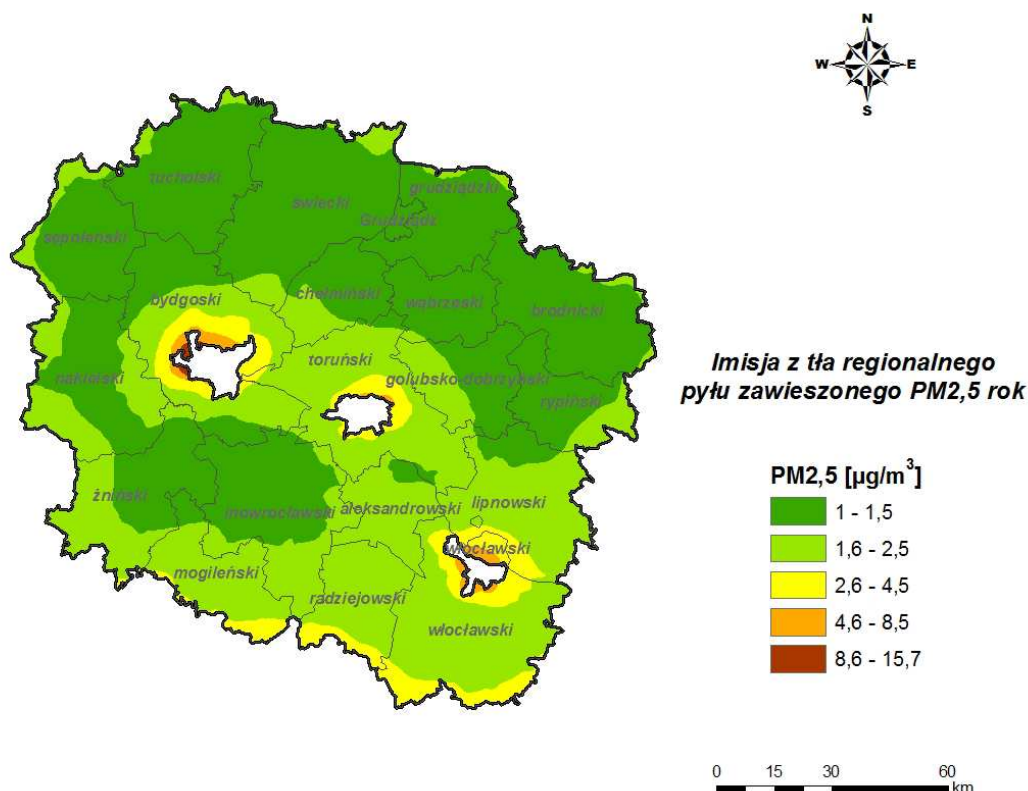 N
W E
S
tucholski
grudziądzki
świecki
Grudziądz
sępoleński
bydgoski
chełmiński
wąbrzeski
brodnicki
toruński
nakielski
golubsko-dobrzyński
rypiński
żniński
inowrocławski
aleksandrowski
lipnowski
włocławski
mogileński
radziejowski
włocławski
Imisja z tła regionalnego
pyłu zawieszonego PM2,5 rok
PM2,5 [µg/m³]
1 - 1,5
1,6 - 2,5
2,6 - 4,5
4,6 - 8,5
8,6 - 15,7
0 15 30 60
km